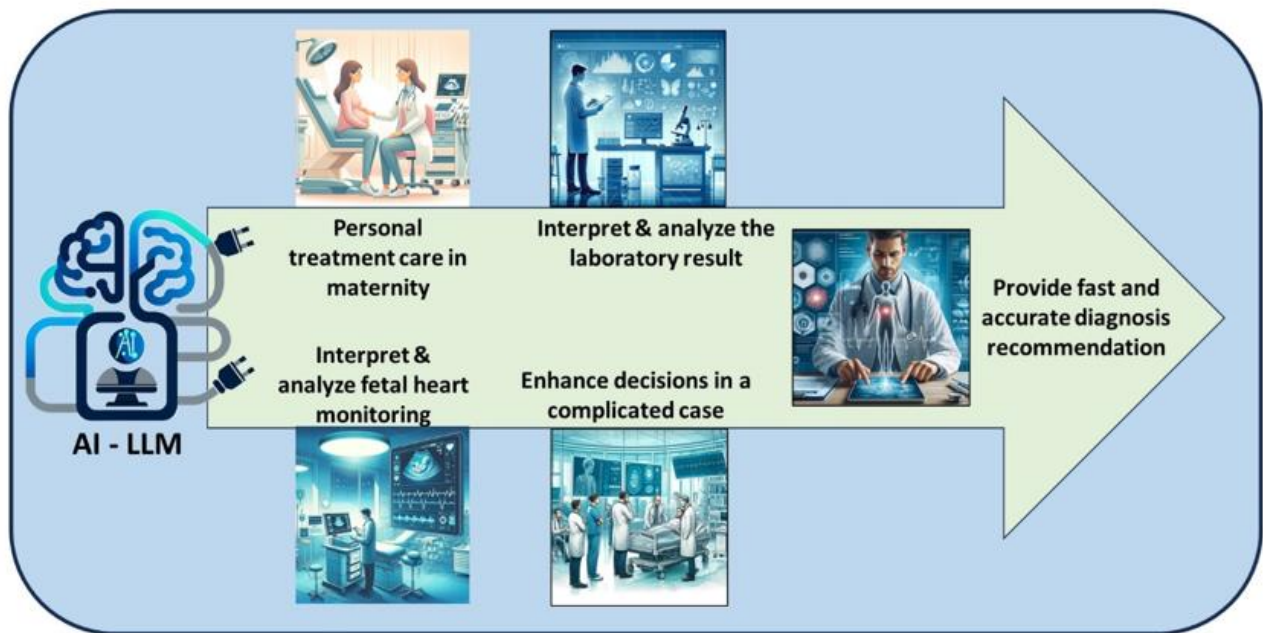 Personal
treatment care in
maternity
Interpret & analyze the
laboratory result
Interpret &
analyze fetal heart
monitoring
Enhance decisions in a
complicated case
Provide fast and
accurate diagnosis
recommendation
AI
AI - LLM